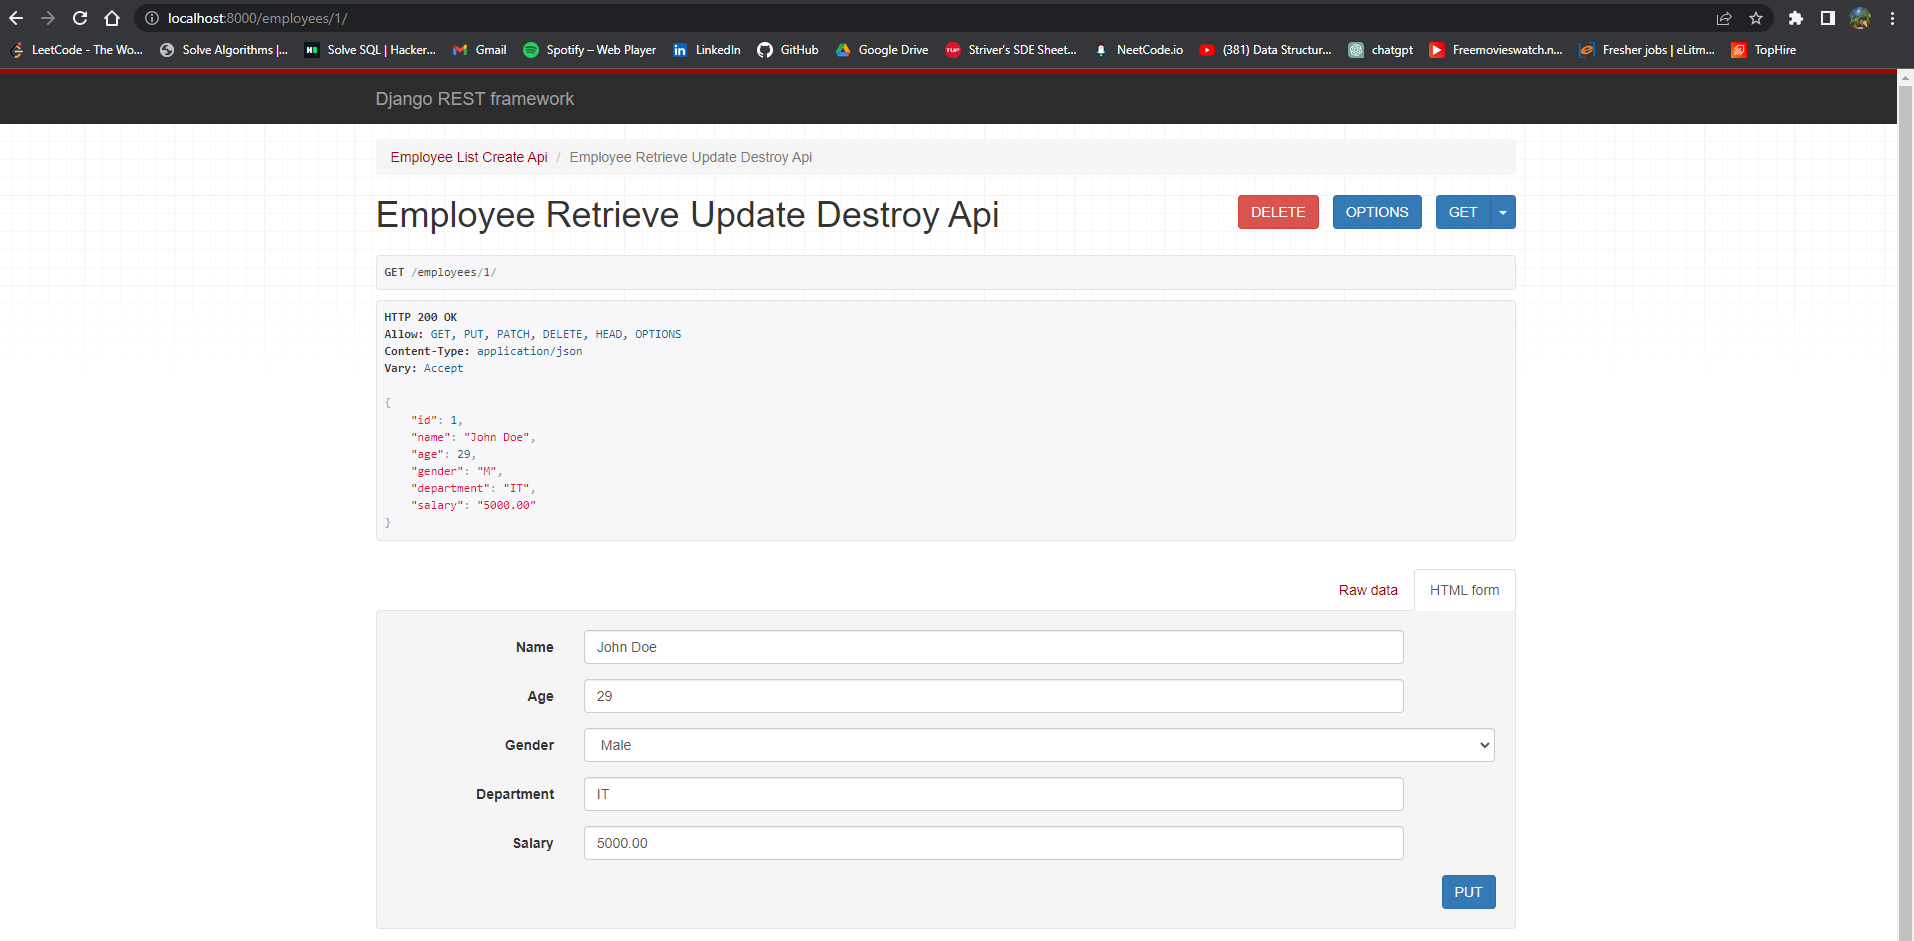 localhost:8000/employees/1/
LeetCode - The Wo... Solve Algorithms |... Solve SQL | Hacker... Gmail Spotify – Web Player LinkedIn GitHub Google Drive Striver's SDE Sheet... NeetCode.io (381) Data Structur... chatgpt Freemovieswatch.n... Fresher jobs | eLitm... TopHire
Django REST framework
Employee List Create Api / Employee Retrieve Update Destroy Api
Employee Retrieve Update Destroy Api DELETE OPTIONS GET
GET /employees/1/
HTTP 200 OK
Allow: GET, PUT, PATCH, DELETE, HEAD, OPTIONS
Content-Type: application/json
Vary: Accept
{
"id": 1,
"name": "John Doe",
"age": 29,
"gender": "M",
"department": "IT",
"salary": "5000.00"
}
Raw data HTML form
Name John Doe
Age 29
Gender Male
Department IT
Salary 5000.00
PUT